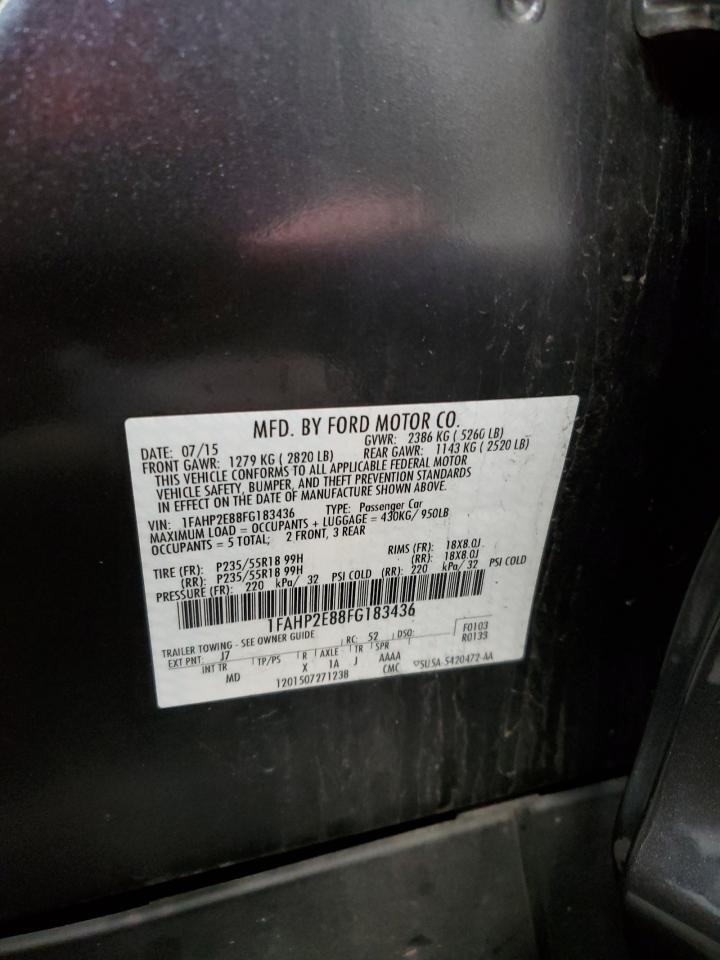 MFD. BY FORD MOTOR CO.
DATE: 07/15 GVWR: 2386 KG ( 5260 LB)
FRONT GAWR: 1279 KG ( 2820 LB) REAR GAWR: 1143 KG ( 2520 LB)
THIS VEHICLE CONFORMS TO ALL APPLICABLE FEDERAL MOTOR
VEHICLE SAFETY, BUMPER, AND THEFT PREVENTION STANDARDS
IN EFFECT ON THE DATE OF MANUFACTURE SHOWN ABOVE.
VIN: 1FAHP2E88FG183436 TYPE: Passenger Car
MAXIMUM LOAD = OCCUPANTS + LUGGAGE = 430KG/ 950LB
OCCUPANTS = 5 TOTAL; 2 FRONT, 3 REAR
TIRE (FR): P235/55R18 99H RIMS (FR): 18X8.0J
(RR): P235/55R18 99H (RR): 18X8.0J
PRESSURE (FR): 220 kPa/ 32 PSI COLD (RR): 220 kPa/ 32 PSI COLD
1FAHP2E88FG183436
TRAILER TOWING - SEE OWNER GUIDE F0103
EXT PNT: J7 RC: 52 DSO: R0133
INT TR TP/PS R AXLE TR SPR
MD X 1A J AAAA
1201507271238 CMC ▽SUSA-5420472-AA